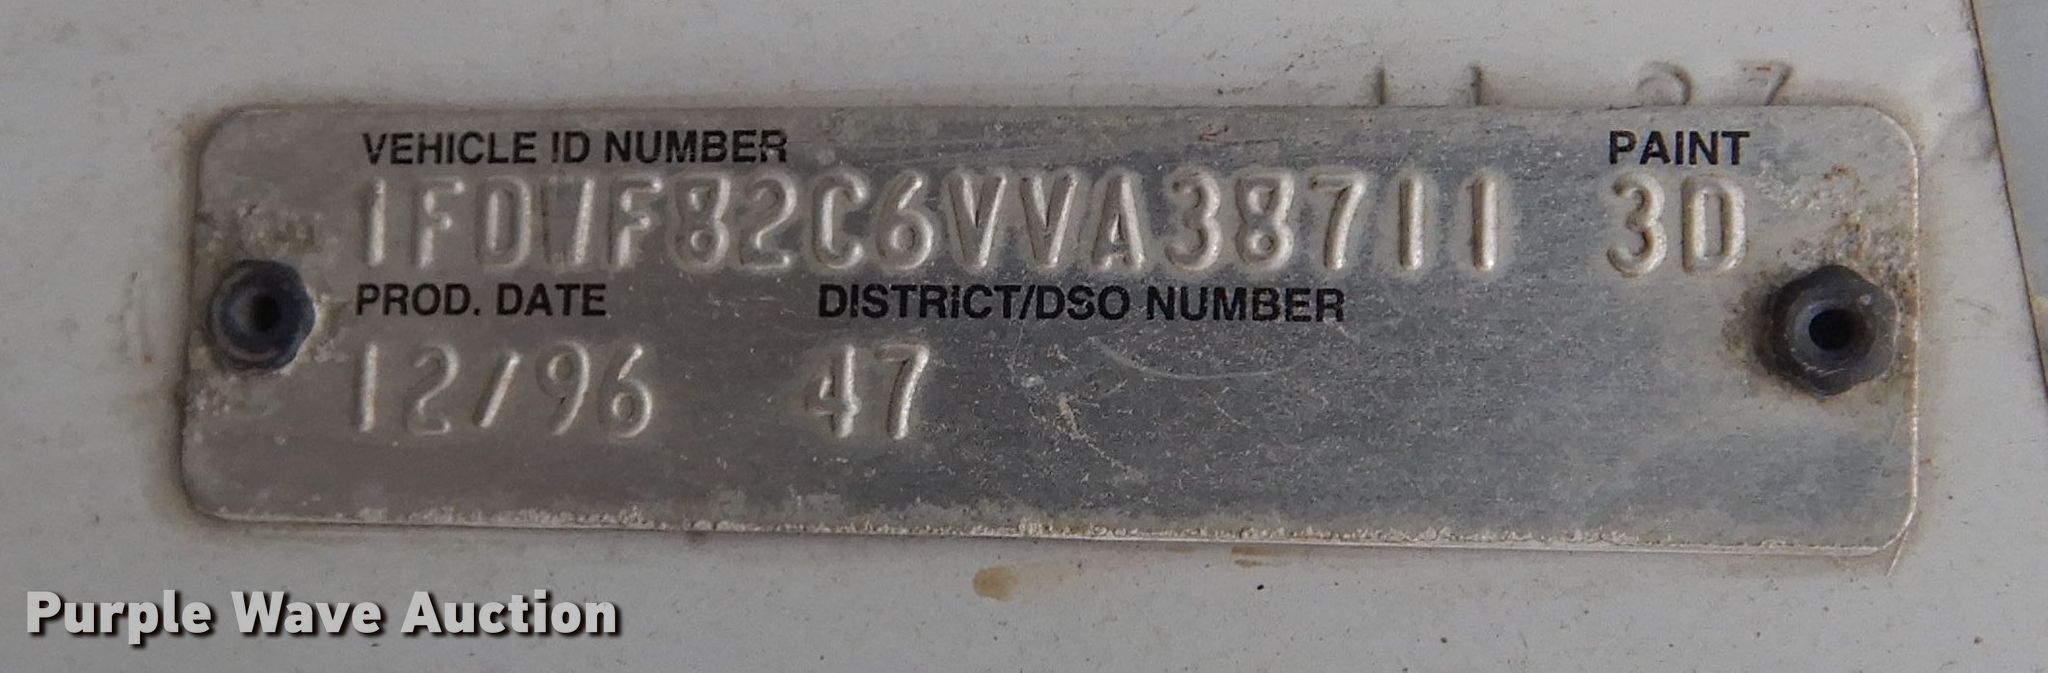 VEHICLE ID NUMBER PAINT
1FDWF82C6VVA38711 3D
PROD. DATE DISTRICT/DSO NUMBER
12/96 47
Purple Wave Auction